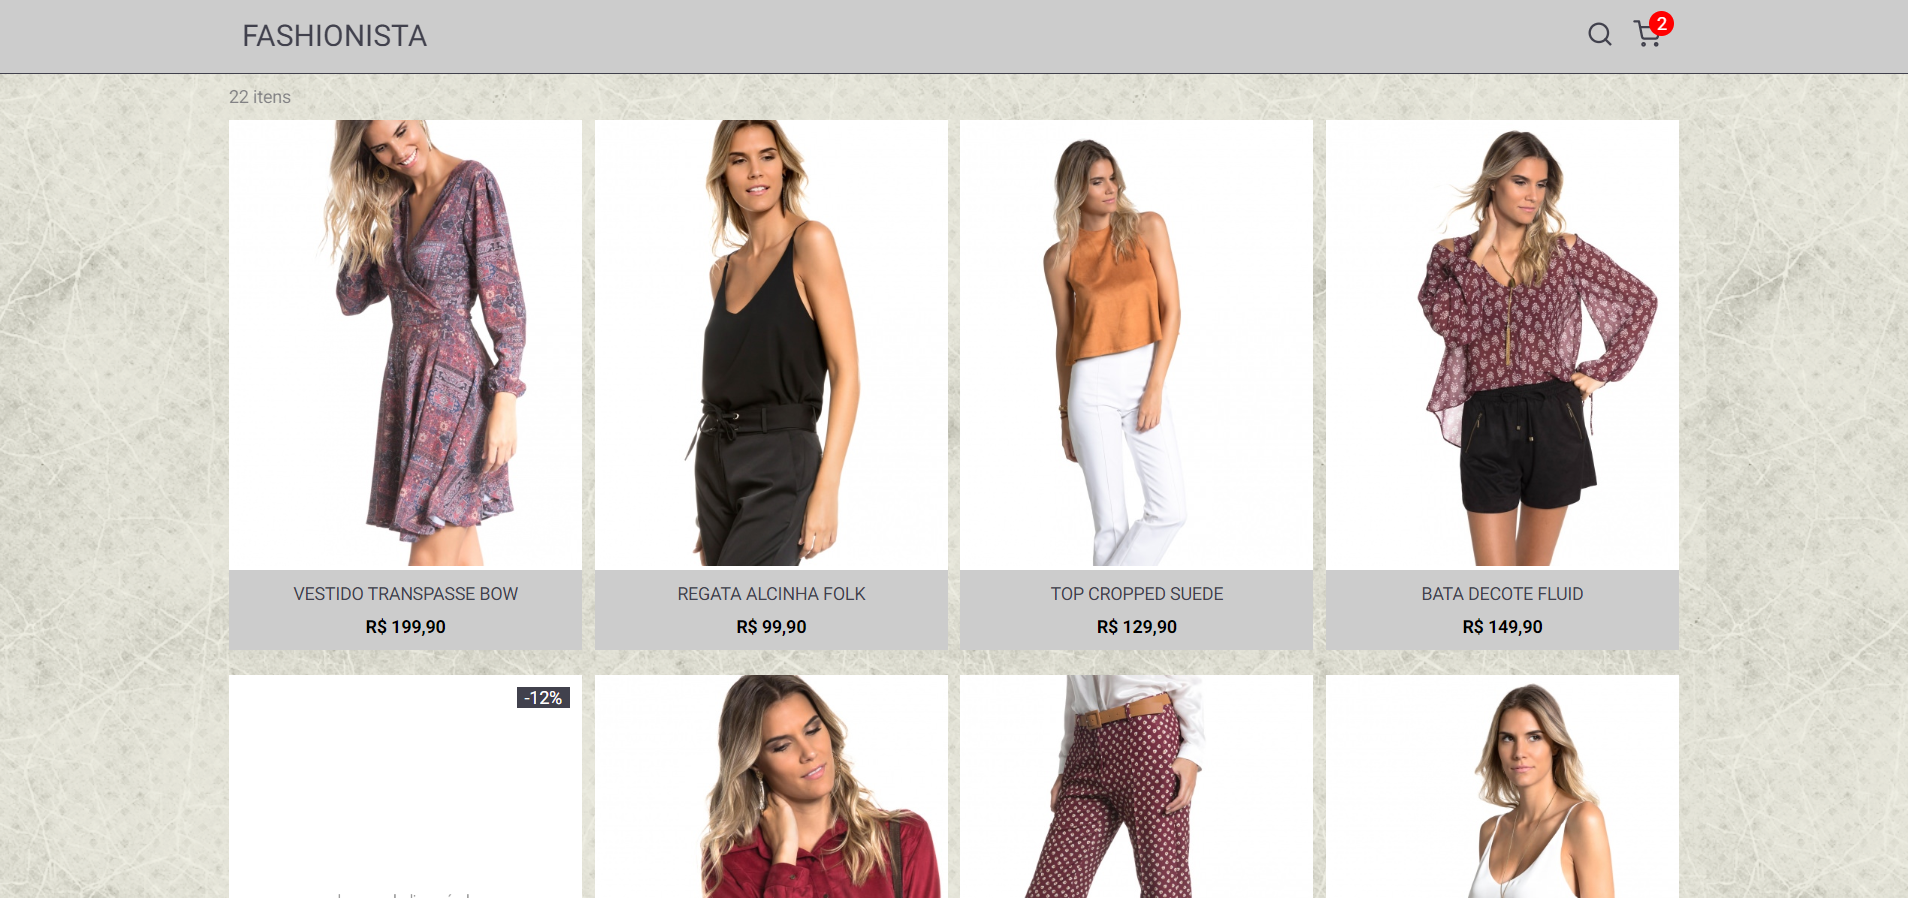 FASHIONISTA
2
22 itens
VESTIDO TRANSPASSE BOW
R$ 199,90
REGATA ALCINHA FOLK
R$ 99,90
TOP CROPPED SUEDE
R$ 129,90
BATA DECOTE FLUID
R$ 149,90
-12%